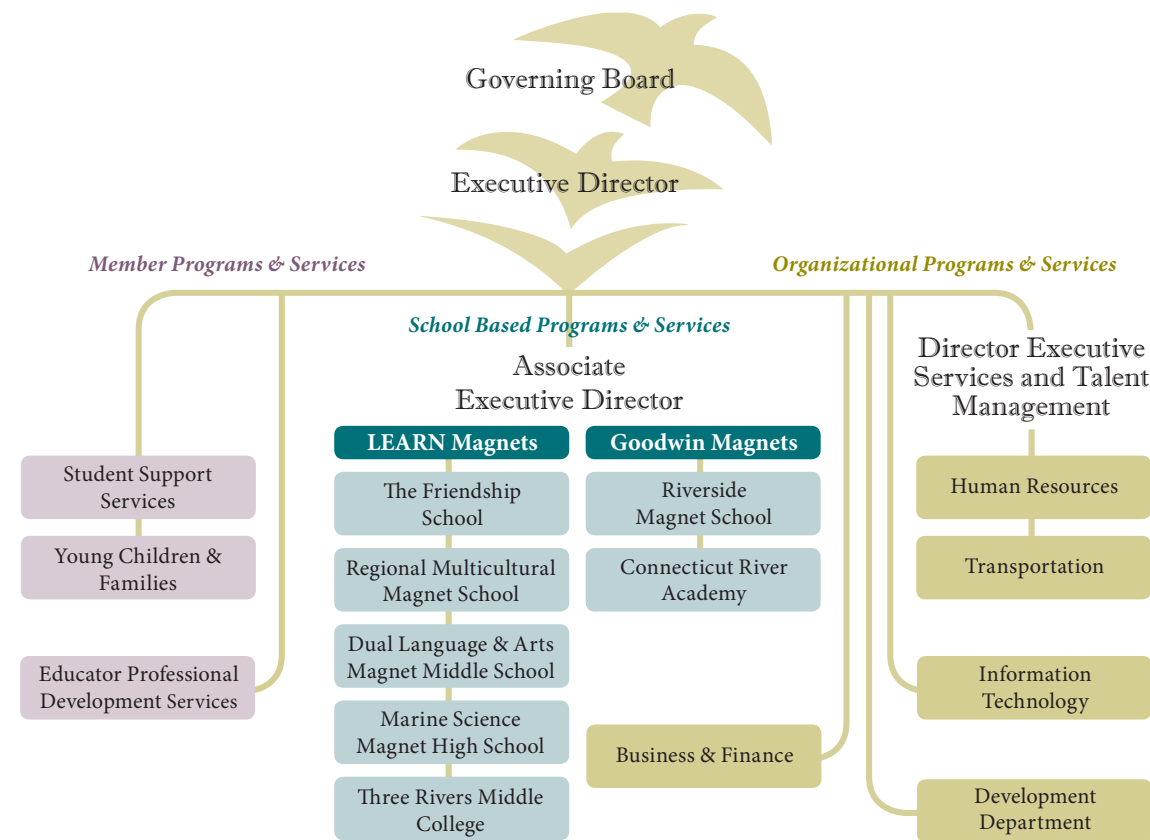 Governing Board
Executive Director
Member Programs & Services
Organizational Programs & Services
School Based Programs & Services
Associate
Executive Director
Director Executive
Services and Talent
Management
LEARN Magnets
Goodwin Magnets
Student Support
Services
Young Children &
Families
Educator Professional
Development Services
The Friendship
School
Regional Multicultural
Magnet School
Dual Language & Arts
Magnet Middle School
Marine Science
Magnet High School
Three Rivers Middle
College
Riverside
Magnet School
Connecticut River
Academy
Business & Finance
Human Resources
Transportation
Information
Technology
Development
Department